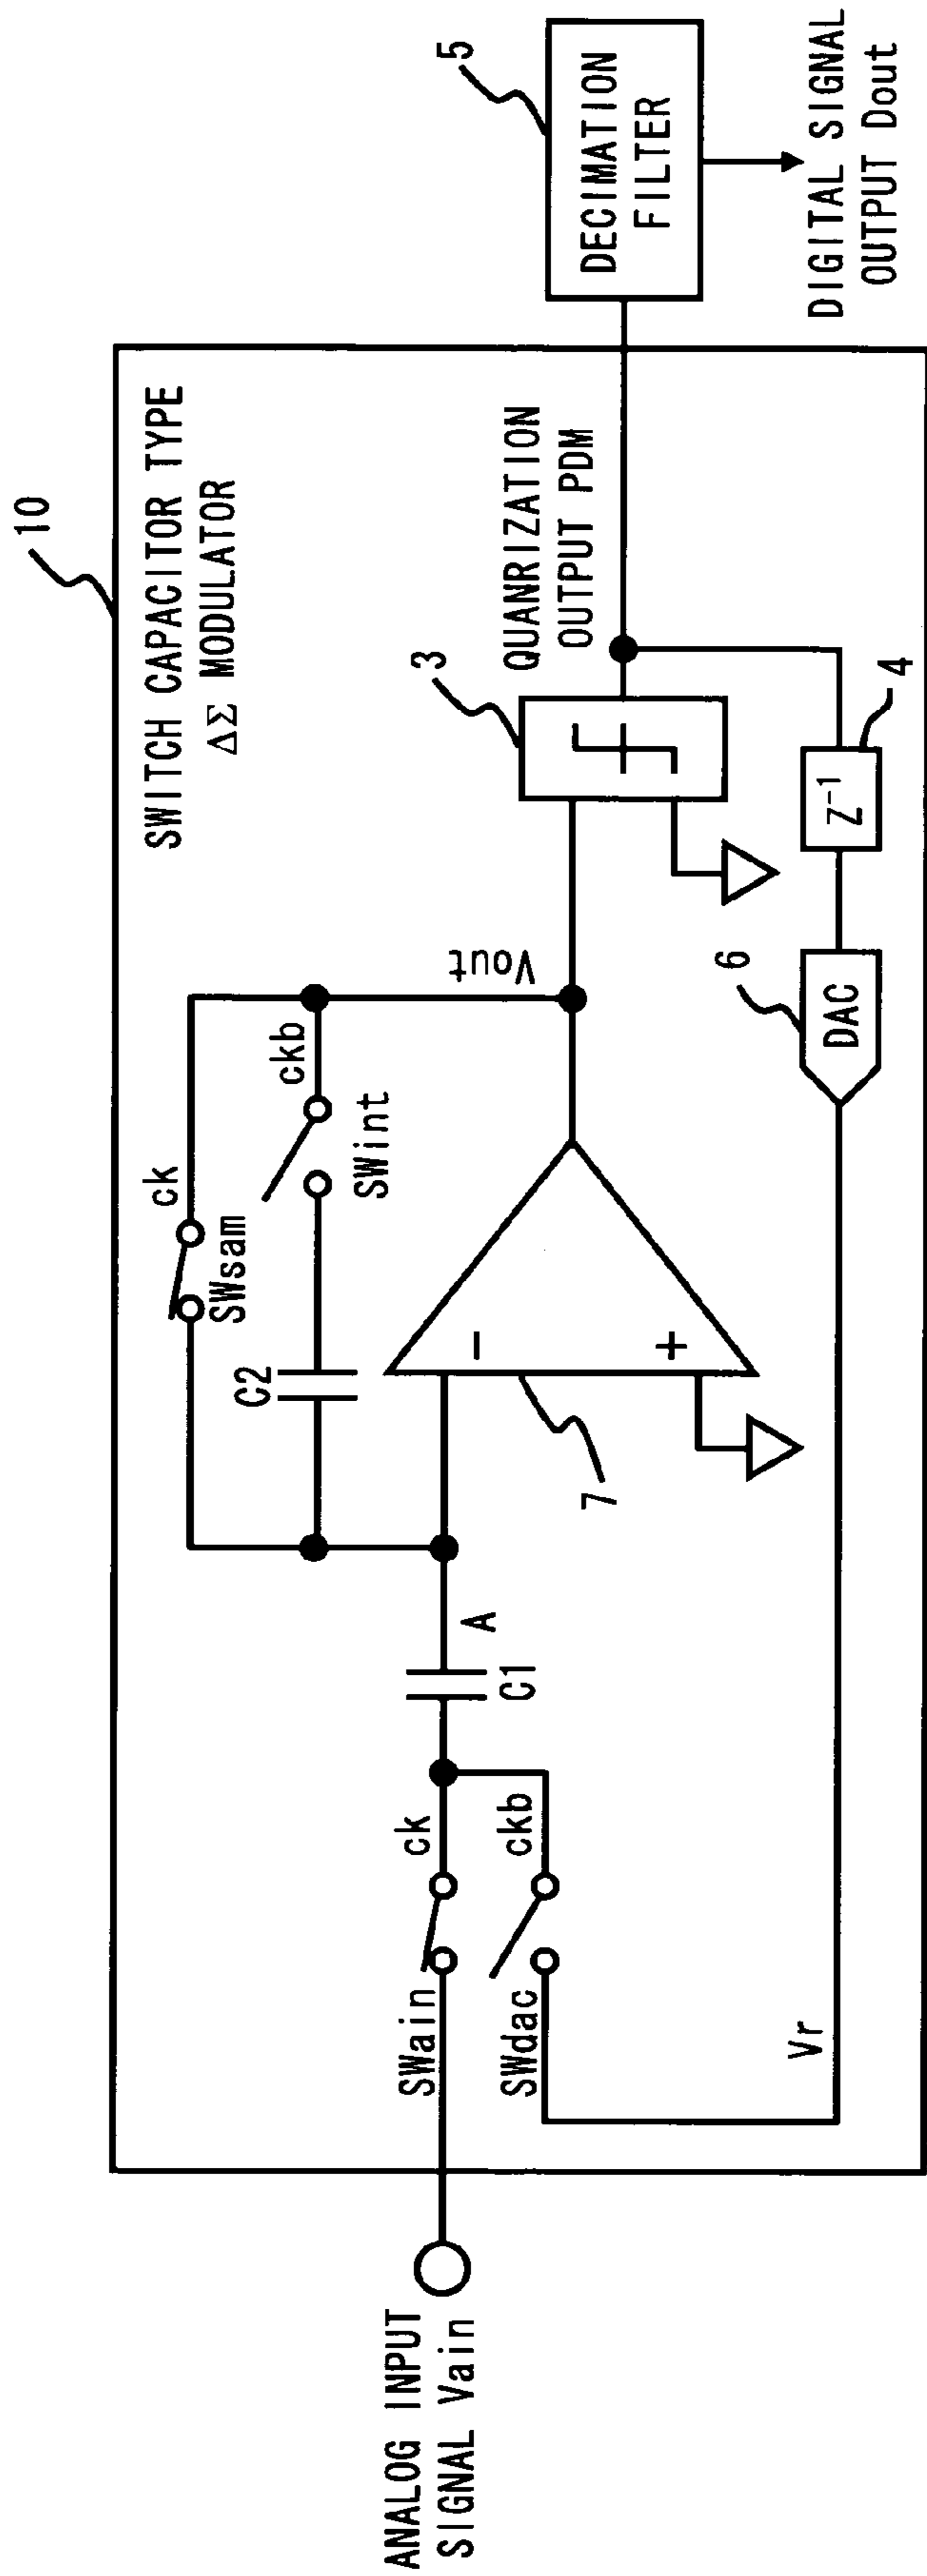 10
SWITCH CAPACITOR TYPE
ΔΣ MODULATOR
ANALOG INPUT
SIGNAL Vain
SWain
ck
SWdac
ckb
C1
A
ck
SWsam
C2
ckb
SWint
−
+
7
Vout
3
QUANRIZATION
OUTPUT PDM
Z-1
4
DAC
6
Vr
5
DECIMATION
FILTER
DIGITAL SIGNAL
OUTPUT Dout